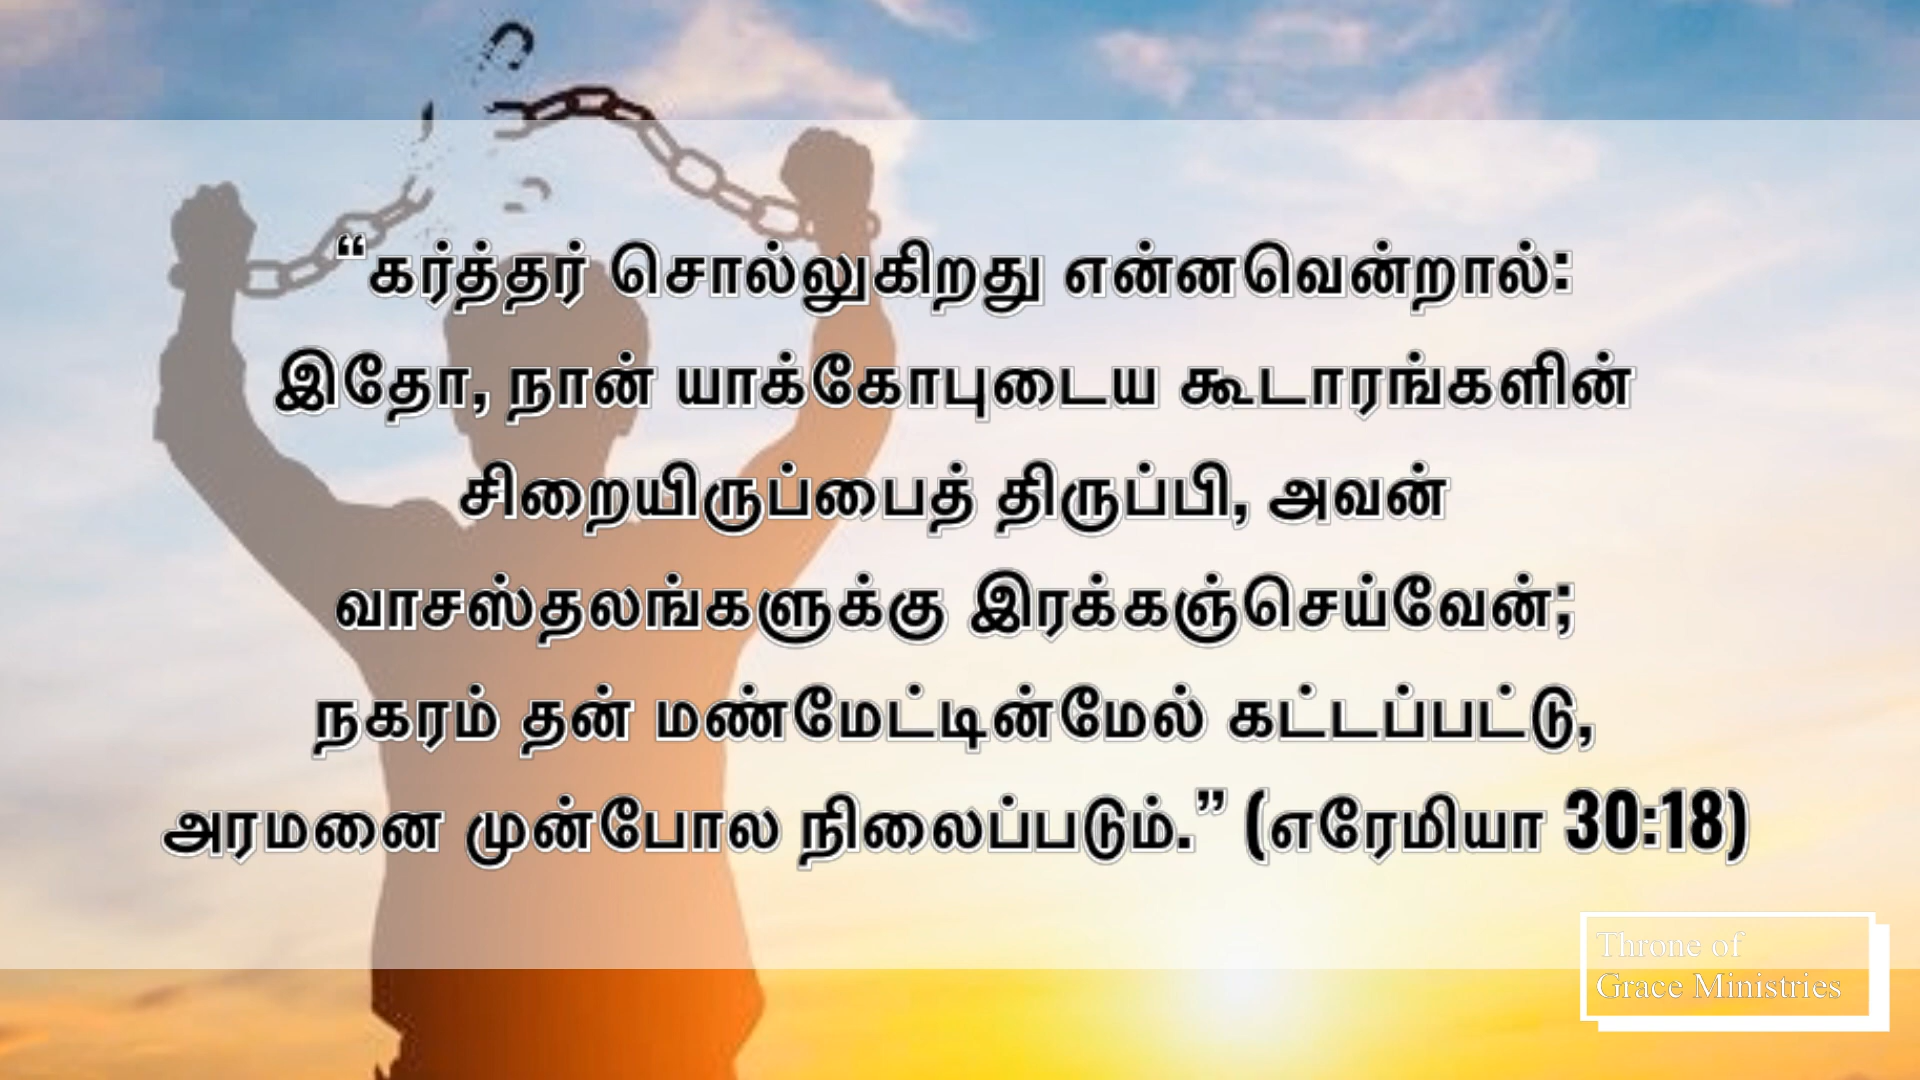 “கர்த்தர் சொல்லுகிறது என்னவென்றால்:
இதோ, நான் யாக்கோபுடைய கூடாரங்களின்
சிறையிருப்பைத் திருப்பி, அவன்
வாசஸ்தலங்களுக்கு இரக்கஞ்செய்வேன்;
நகரம் தன் மண்மேட்டின்மேல் கட்டப்பட்டு,
அரமனை முன்போல நிலைப்படும்.” (எரேமியா 30:18)
Throne of
Grace Ministries